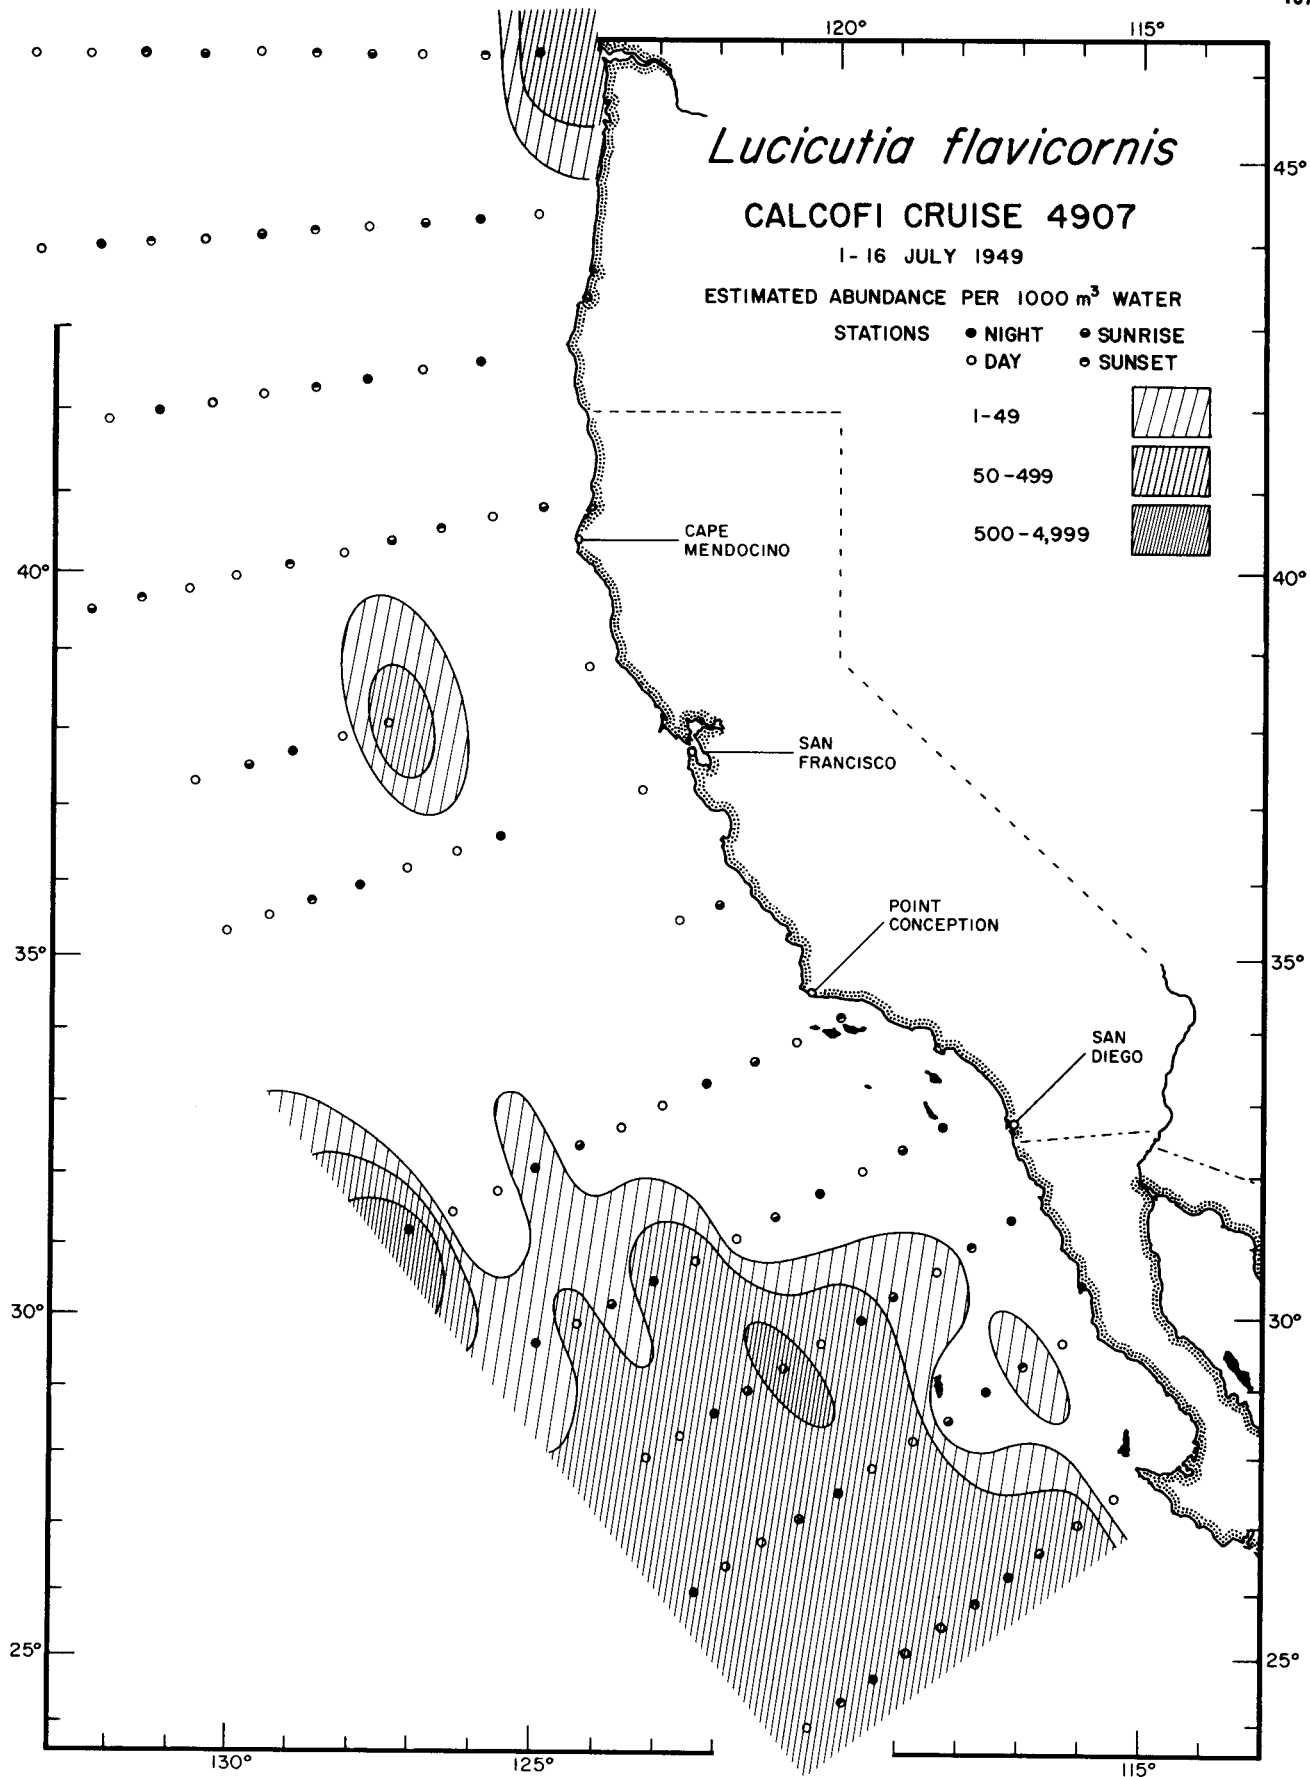 120°
115°
Lucicutia flavicornis
45°
CALCOFI CRUISE 4907
1-16 JULY 1949
ESTIMATED ABUNDANCE PER 1000 m³ WATER
STATIONS
NIGHT
SUNRISE
DAY
SUNSET
1-49
50-499
500-4,999
CAPE
MENDOCINO
40°
40°
SAN
FRANCISCO
POINT
CONCEPTION
35°
35°
SAN
DIEGO
30°
30°
25°
25°
130°
125°
115°